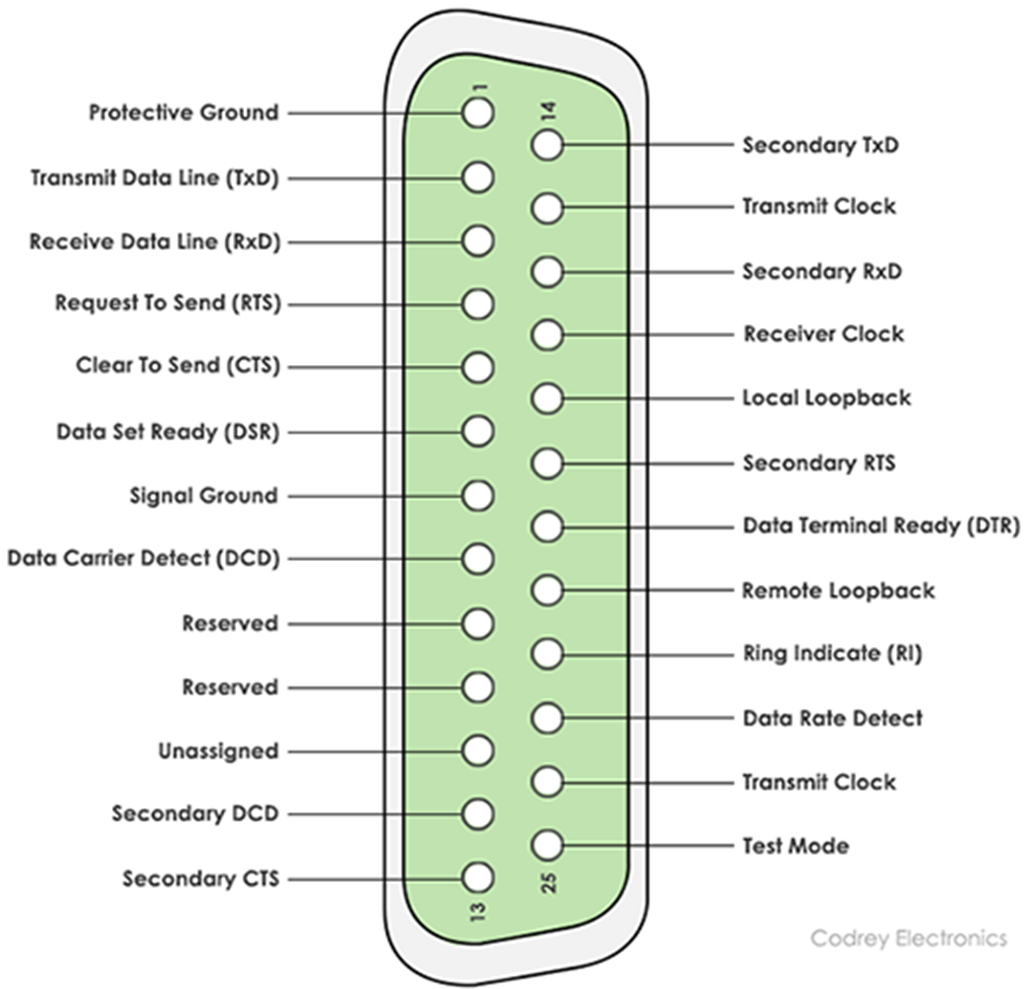 1
14
Protective Ground
Secondary TxD
Transmit Data Line (TxD)
Transmit Clock
Receive Data Line (RxD)
Secondary RxD
Request To Send (RTS)
Receiver Clock
Clear To Send (CTS)
Local Loopback
Data Set Ready (DSR)
Secondary RTS
Signal Ground
Data Terminal Ready (DTR)
Data Carrier Detect (DCD)
Remote Loopback
Reserved
Ring Indicate (RI)
Reserved
Data Rate Detect
Unassigned
Transmit Clock
Secondary DCD
Test Mode
Secondary CTS
25
13
Codrey Electronics